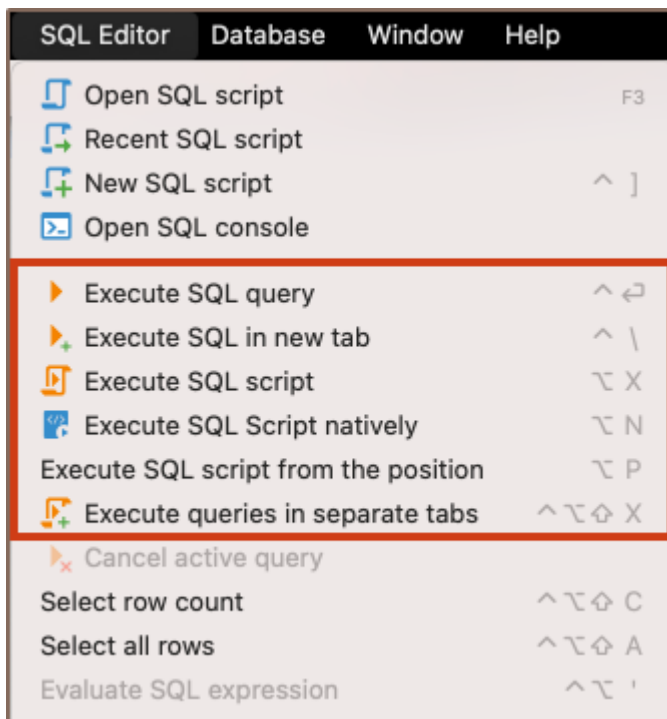 SQL Editor Database Window Help
Open SQL script F3
Recent SQL script
New SQL script ^ ]
Open SQL console
Execute SQL query ^ ↩
Execute SQL in new tab ^ \
Execute SQL script ⌥ X
Execute SQL Script natively ⌥ N
Execute SQL script from the position ⌥ P
Execute queries in separate tabs ^⌥⇧ X
Cancel active query
Select row count ^⌥⇧ C
Select all rows ^⌥⇧ A
Evaluate SQL expression ^⌥ '